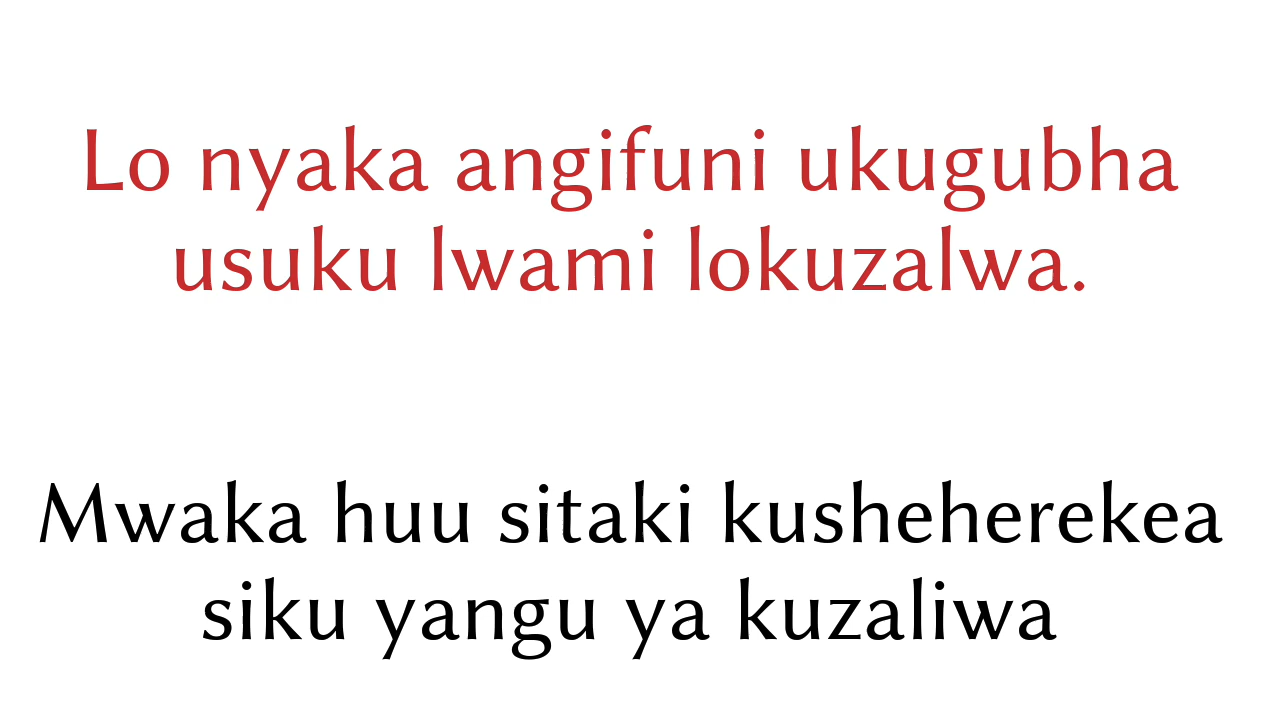 Lo nyaka angifuni ukugubha
usuku lwami lokuzalwa.
Mwaka huu sitaki kusheherekea
siku yangu ya kuzaliwa